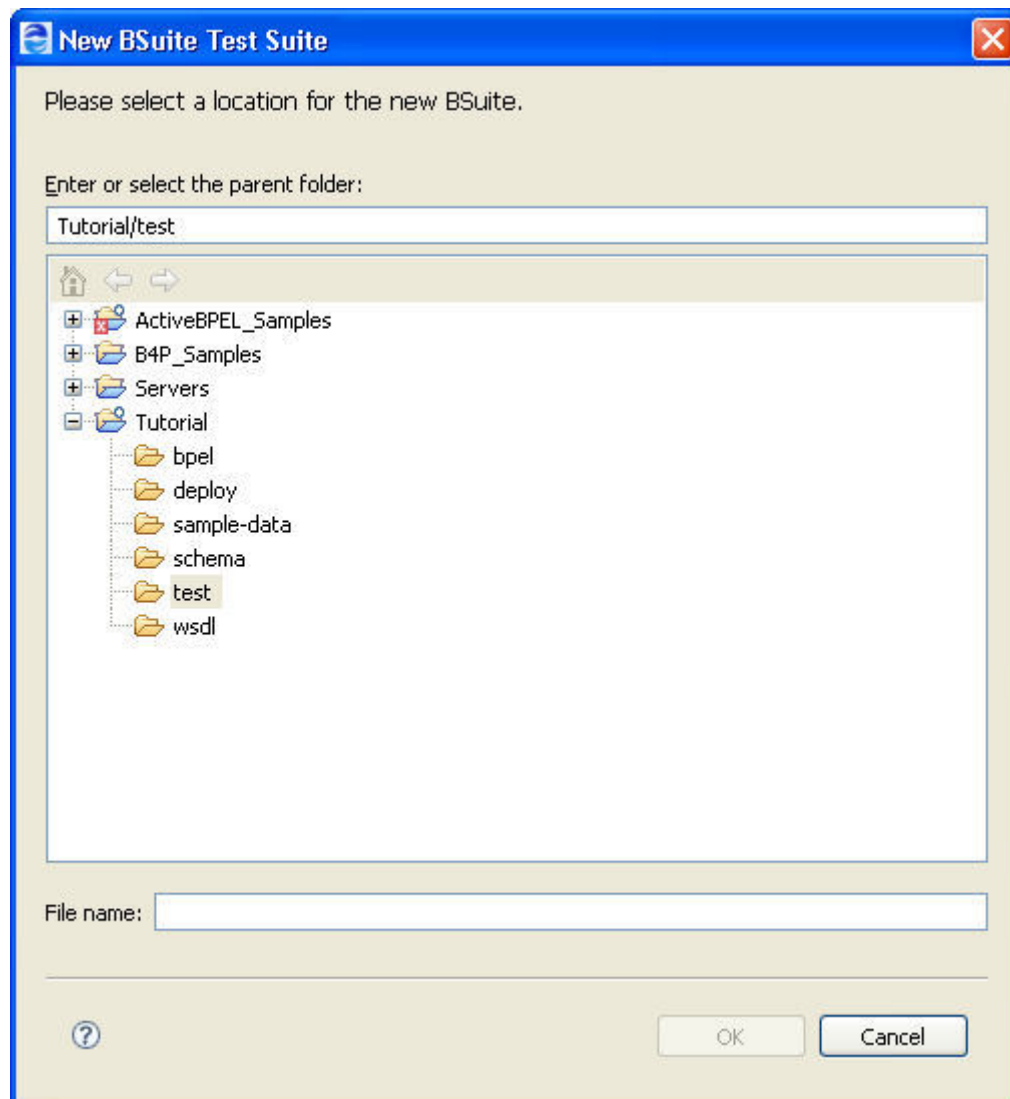 New BSuite Test Suite
Please select a location for the new BSuite.
Enter or select the parent folder:
Tutorial/test
ActiveBPEL_Samples
B4P_Samples
Servers
Tutorial
bpel
deploy
sample-data
schema
test
wsdl
File name:
OK Cancel